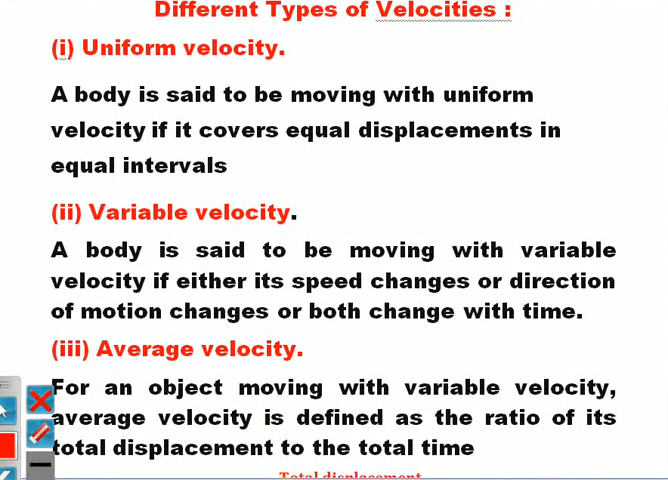 Different Types of Velocities :
(i) Uniform velocity.
A body is said to be moving with uniform
velocity if it covers equal displacements in
equal intervals
(ii) Variable velocity.
A body is said to be moving with variable
velocity if either its speed changes or direction
of motion changes or both change with time.
(iii) Average velocity.
For an object moving with variable velocity,
average velocity is defined as the ratio of its
total displacement to the total time
Total displacement